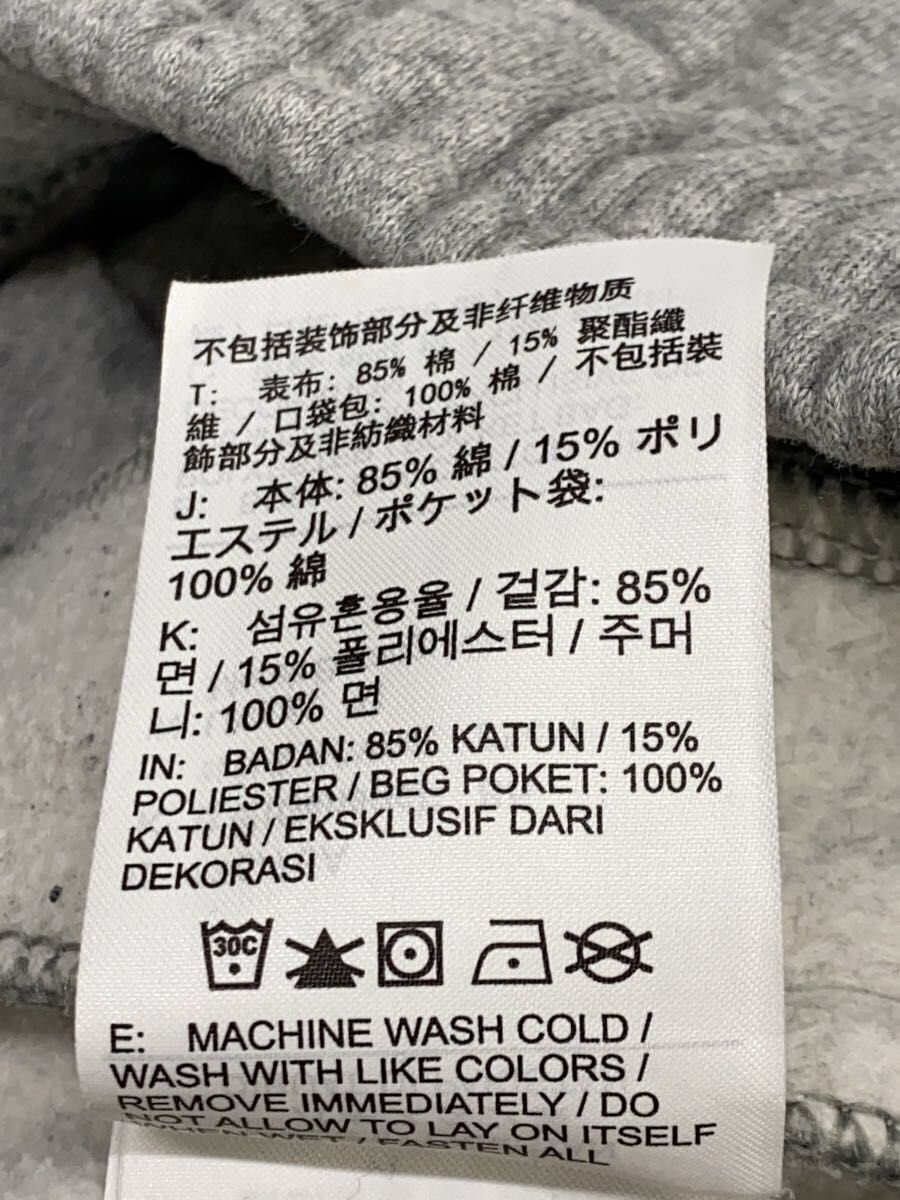 不包括装饰部分及非纤维物质
T: 表布: 85% 棉 / 15% 聚酯纖
維 / 口袋包: 100% 棉 / 不包括裝
飾部分及非紡織材料
J: 本体: 85% 綿 / 15% ポリ
エステル / ポケット袋:
100% 綿
K: 섬유혼용율 / 겉감: 85%
면 / 15% 폴리에스터 / 주머
니: 100% 면
IN: BADAN: 85% KATUN / 15%
POLIESTER / BEG POKET: 100%
KATUN / EKSKLUSIF DARI
DEKORASI
30C
E: MACHINE WASH COLD /
WASH WITH LIKE COLORS /
REMOVE IMMEDIATELY / DO
NOT ALLOW TO LAY ON ITSELF
WHEN WET / FASTEN ALL